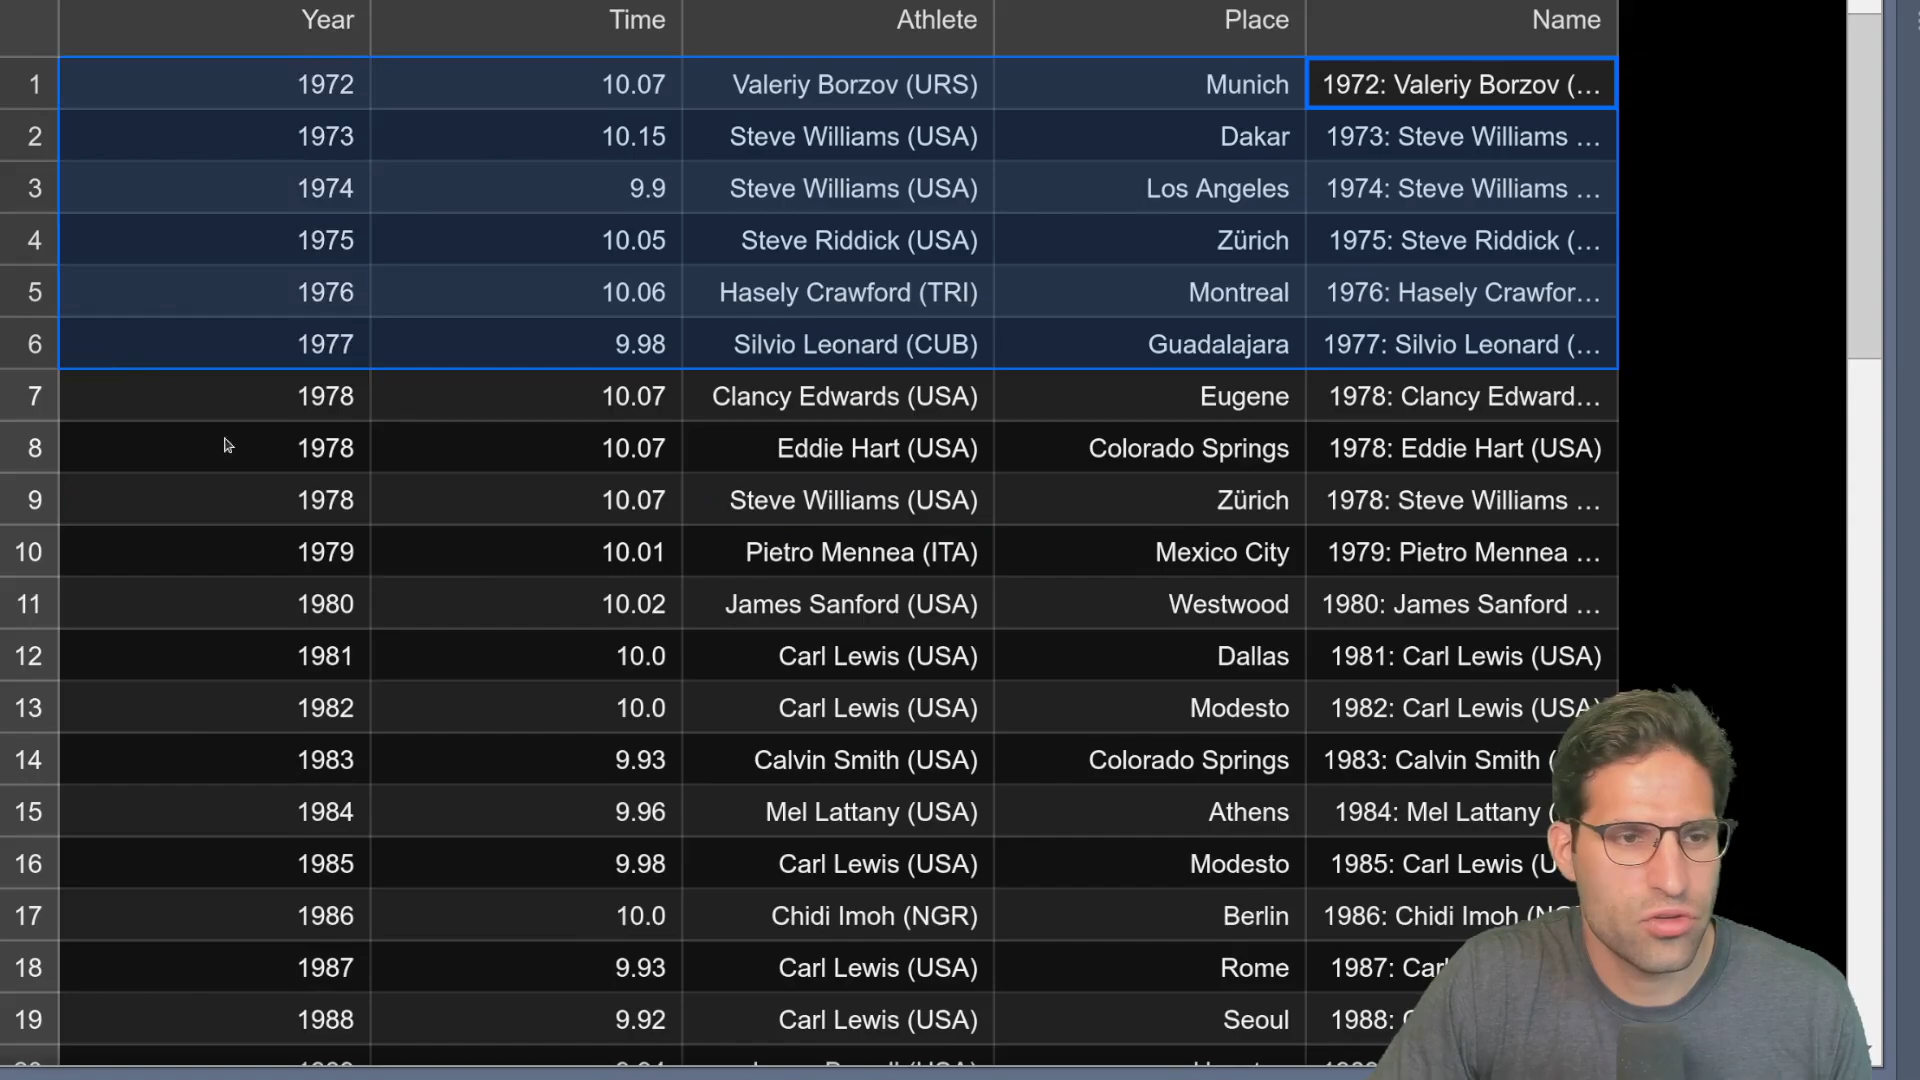 Year Time Athlete Place Name
1 1972 10.07 Valeriy Borzov (URS) Munich 1972: Valeriy Borzov (…
2 1973 10.15 Steve Williams (USA) Dakar 1973: Steve Williams …
3 1974 9.9 Steve Williams (USA) Los Angeles 1974: Steve Williams …
4 1975 10.05 Steve Riddick (USA) Zürich 1975: Steve Riddick (…
5 1976 10.06 Hasely Crawford (TRI) Montreal 1976: Hasely Crawfor…
6 1977 9.98 Silvio Leonard (CUB) Guadalajara 1977: Silvio Leonard (…
7 1978 10.07 Clancy Edwards (USA) Eugene 1978: Clancy Edward…
8 1978 10.07 Eddie Hart (USA) Colorado Springs 1978: Eddie Hart (USA)
9 1978 10.07 Steve Williams (USA) Zürich 1978: Steve Williams …
10 1979 10.01 Pietro Mennea (ITA) Mexico City 1979: Pietro Mennea …
11 1980 10.02 James Sanford (USA) Westwood 1980: James Sanford …
12 1981 10.0 Carl Lewis (USA) Dallas 1981: Carl Lewis (USA)
13 1982 10.0 Carl Lewis (USA) Modesto 1982: Carl Lewis (USA)
14 1983 9.93 Calvin Smith (USA) Colorado Springs 1983: Calvin Smith (
15 1984 9.96 Mel Lattany (USA) Athens 1984: Mel Lattany (
16 1985 9.98 Carl Lewis (USA) Modesto 1985: Carl Lewis (U
17 1986 10.0 Chidi Imoh (NGR) Berlin 1986: Chidi Imoh
18 1987 9.93 Carl Lewis (USA) Rome 1987: Car
19 1988 9.92 Carl Lewis (USA) Seoul 1988: